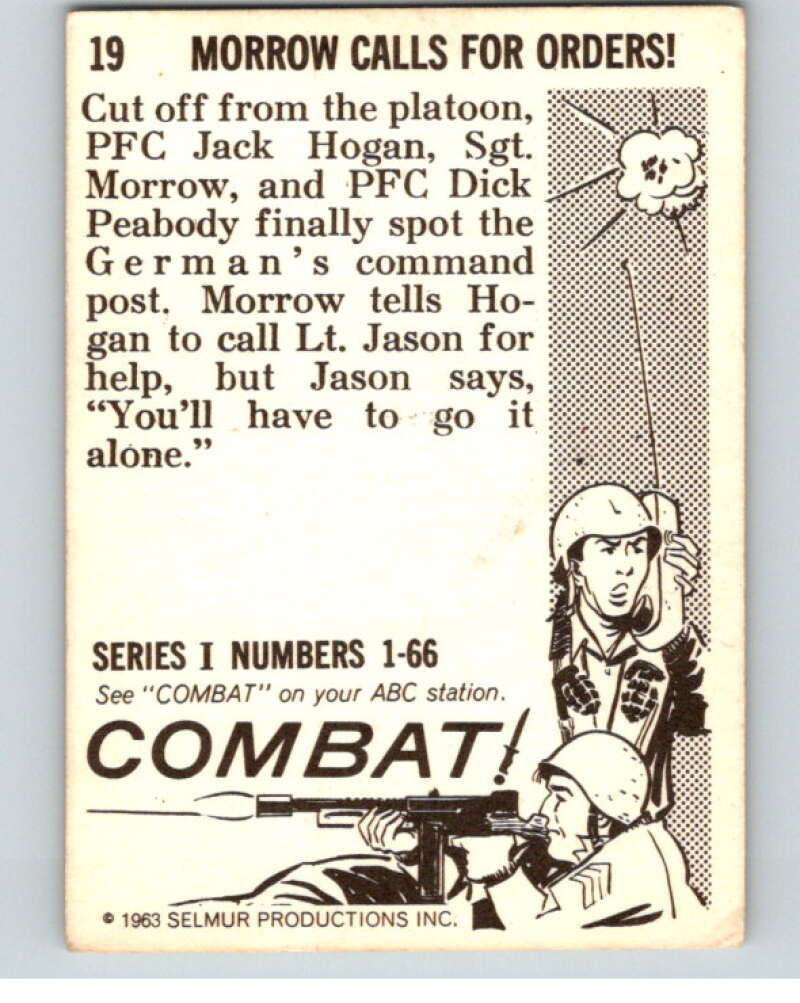 19 MORROW CALLS FOR ORDERS!
Cut off from the platoon,
PFC Jack Hogan, Sgt.
Morrow, and PFC Dick
Peabody finally spot the
German's command
post. Morrow tells Ho-
gan to call Lt. Jason for
help, but Jason says,
“You'll have to go it
alone.”
SERIES I NUMBERS 1-66
See "COMBAT" on your ABC station.
COMBAT!
© 1963 SELMUR PRODUCTIONS INC.